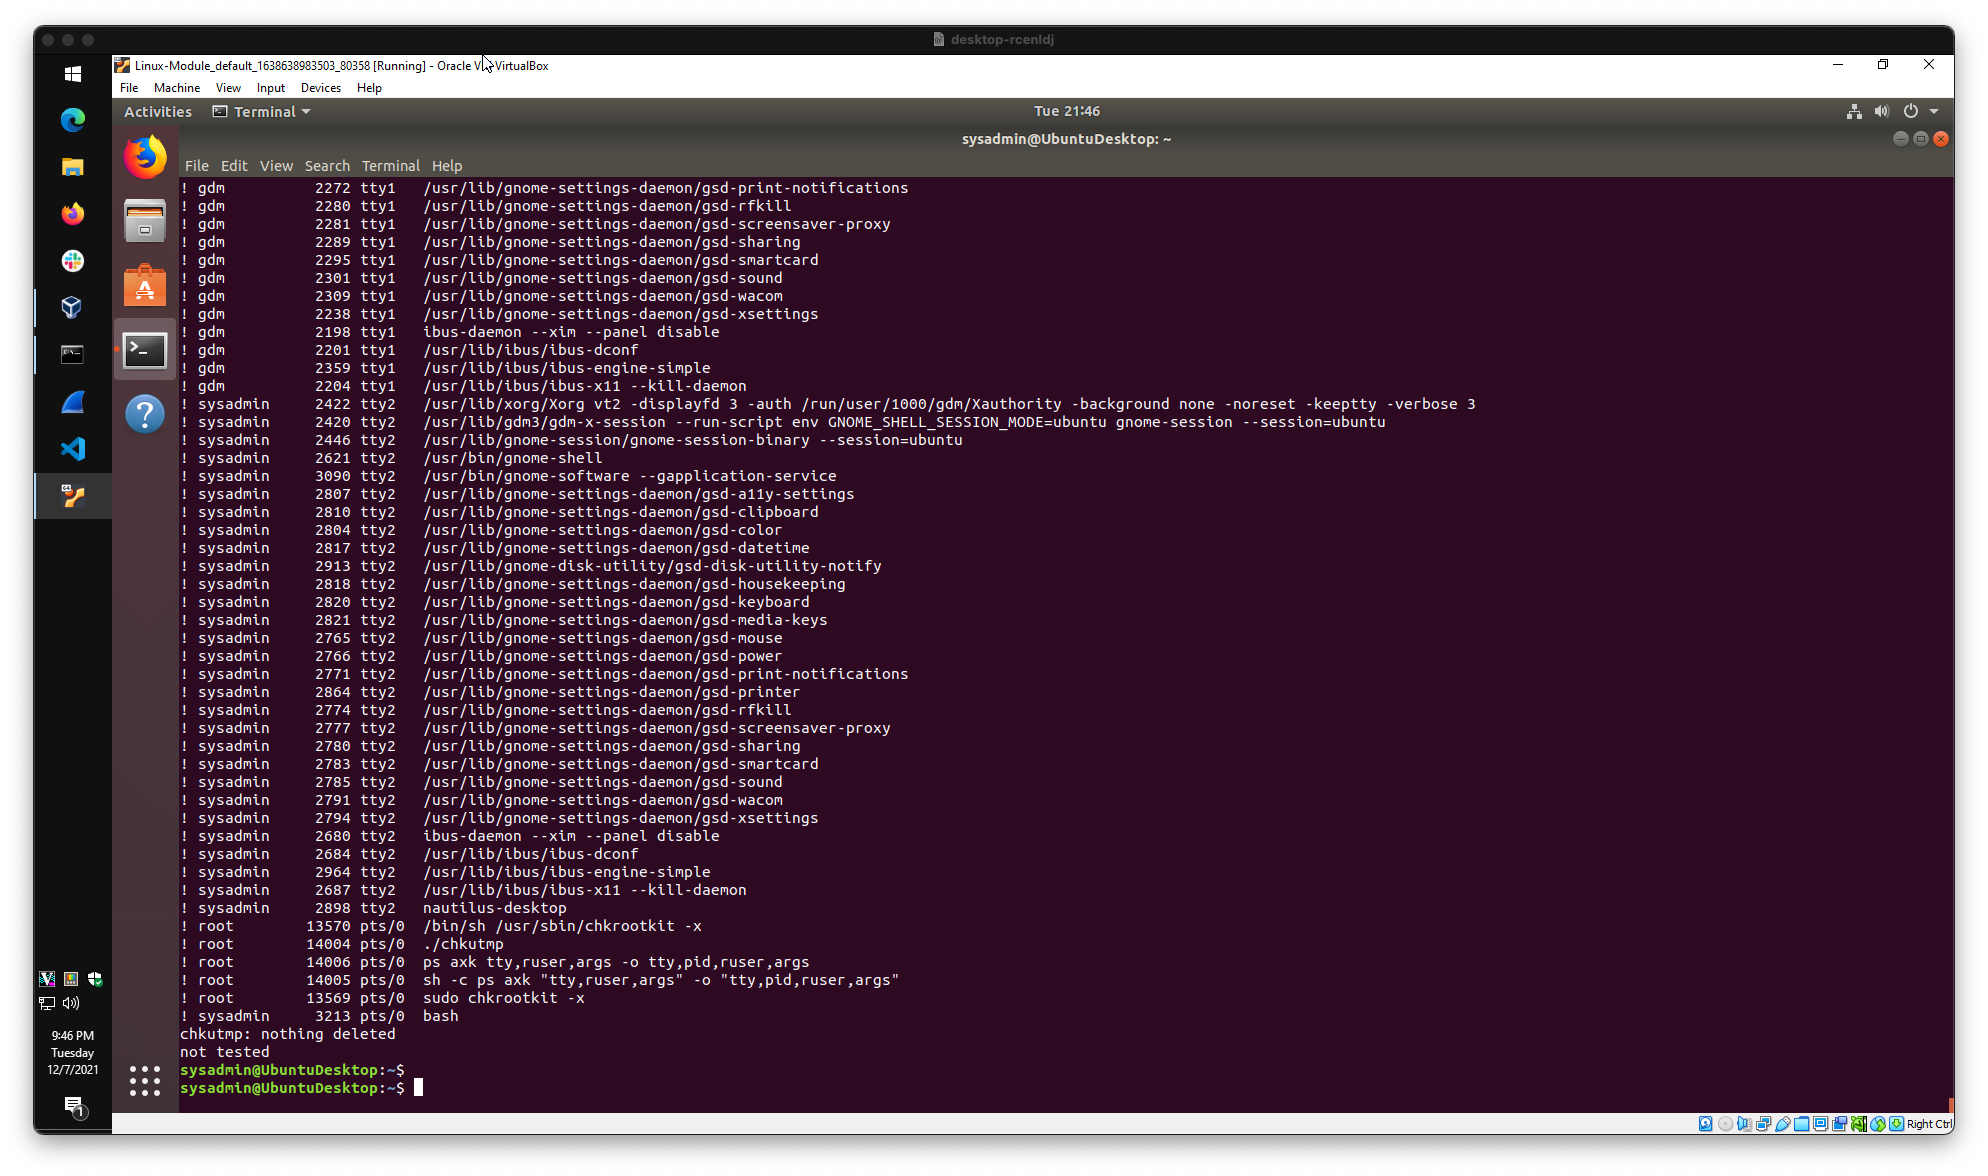 desktop-rcenldj
Linux-Module_default_1638638983503_80358 [Running] - Oracle VM VirtualBox
File Machine View Input Devices Help
Activities Terminal Tue 21:46
sysadmin@UbuntuDesktop: ~
File Edit View Search Terminal Help
! gdm 2272 tty1 /usr/lib/gnome-settings-daemon/gsd-print-notifications
! gdm 2280 tty1 /usr/lib/gnome-settings-daemon/gsd-rfkill
! gdm 2281 tty1 /usr/lib/gnome-settings-daemon/gsd-screensaver-proxy
! gdm 2289 tty1 /usr/lib/gnome-settings-daemon/gsd-sharing
! gdm 2295 tty1 /usr/lib/gnome-settings-daemon/gsd-smartcard
! gdm 2301 tty1 /usr/lib/gnome-settings-daemon/gsd-sound
! gdm 2309 tty1 /usr/lib/gnome-settings-daemon/gsd-wacom
! gdm 2238 tty1 /usr/lib/gnome-settings-daemon/gsd-xsettings
! gdm 2198 tty1 ibus-daemon --xim --panel disable
! gdm 2201 tty1 /usr/lib/ibus/ibus-dconf
! gdm 2359 tty1 /usr/lib/ibus/ibus-engine-simple
! gdm 2204 tty1 /usr/lib/ibus/ibus-x11 --kill-daemon
! sysadmin 2422 tty2 /usr/lib/xorg/Xorg vt2 -displayfd 3 -auth /run/user/1000/gdm/Xauthority -background none -noreset -keeptty -verbose 3
! sysadmin 2420 tty2 /usr/lib/gdm3/gdm-x-session --run-script env GNOME_SHELL_SESSION_MODE=ubuntu gnome-session --session=ubuntu
! sysadmin 2446 tty2 /usr/lib/gnome-session/gnome-session-binary --session=ubuntu
! sysadmin 2621 tty2 /usr/bin/gnome-shell
! sysadmin 3090 tty2 /usr/bin/gnome-software --gapplication-service
! sysadmin 2807 tty2 /usr/lib/gnome-settings-daemon/gsd-a11y-settings
! sysadmin 2810 tty2 /usr/lib/gnome-settings-daemon/gsd-clipboard
! sysadmin 2804 tty2 /usr/lib/gnome-settings-daemon/gsd-color
! sysadmin 2817 tty2 /usr/lib/gnome-settings-daemon/gsd-datetime
! sysadmin 2913 tty2 /usr/lib/gnome-disk-utility/gsd-disk-utility-notify
! sysadmin 2818 tty2 /usr/lib/gnome-settings-daemon/gsd-housekeeping
! sysadmin 2820 tty2 /usr/lib/gnome-settings-daemon/gsd-keyboard
! sysadmin 2821 tty2 /usr/lib/gnome-settings-daemon/gsd-media-keys
! sysadmin 2765 tty2 /usr/lib/gnome-settings-daemon/gsd-mouse
! sysadmin 2766 tty2 /usr/lib/gnome-settings-daemon/gsd-power
! sysadmin 2771 tty2 /usr/lib/gnome-settings-daemon/gsd-print-notifications
! sysadmin 2864 tty2 /usr/lib/gnome-settings-daemon/gsd-printer
! sysadmin 2774 tty2 /usr/lib/gnome-settings-daemon/gsd-rfkill
! sysadmin 2777 tty2 /usr/lib/gnome-settings-daemon/gsd-screensaver-proxy
! sysadmin 2780 tty2 /usr/lib/gnome-settings-daemon/gsd-sharing
! sysadmin 2783 tty2 /usr/lib/gnome-settings-daemon/gsd-smartcard
! sysadmin 2785 tty2 /usr/lib/gnome-settings-daemon/gsd-sound
! sysadmin 2791 tty2 /usr/lib/gnome-settings-daemon/gsd-wacom
! sysadmin 2794 tty2 /usr/lib/gnome-settings-daemon/gsd-xsettings
! sysadmin 2680 tty2 ibus-daemon --xim --panel disable
! sysadmin 2684 tty2 /usr/lib/ibus/ibus-dconf
! sysadmin 2964 tty2 /usr/lib/ibus/ibus-engine-simple
! sysadmin 2687 tty2 /usr/lib/ibus/ibus-x11 --kill-daemon
! sysadmin 2898 tty2 nautilus-desktop
! root 13570 pts/0 /bin/sh /usr/sbin/chkrootkit -x
! root 14004 pts/0 ./chkutmp
! root 14006 pts/0 ps axk tty,ruser,args -o tty,pid,ruser,args
! root 14005 pts/0 sh -c ps axk "tty,ruser,args" -o "tty,pid,ruser,args"
! root 13569 pts/0 sudo chkrootkit -x
! sysadmin 3213 pts/0 bash
chkutmp: nothing deleted
not tested
sysadmin@UbuntuDesktop:~$
sysadmin@UbuntuDesktop:~$
9:46 PM
Tuesday
12/7/2021
1
Right Ctrl